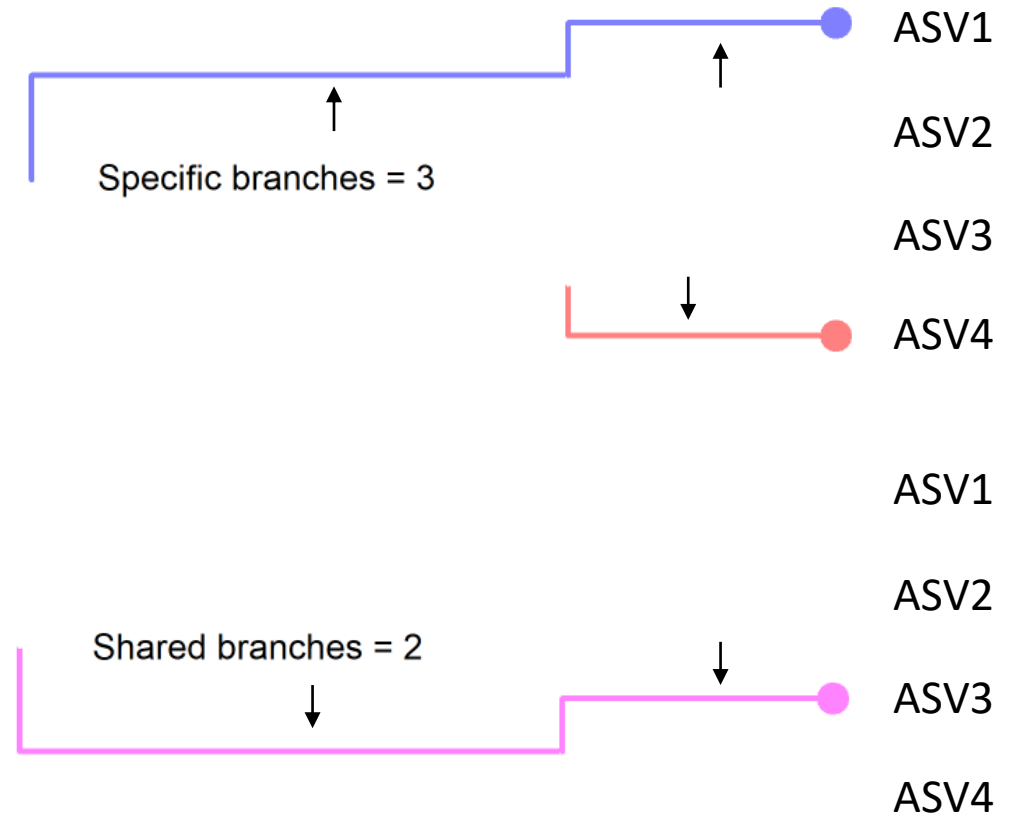 ASV1
ASV2
Specific branches = 3
ASV3
ASV4
ASV1
ASV2
Shared branches = 2
ASV3
ASV4